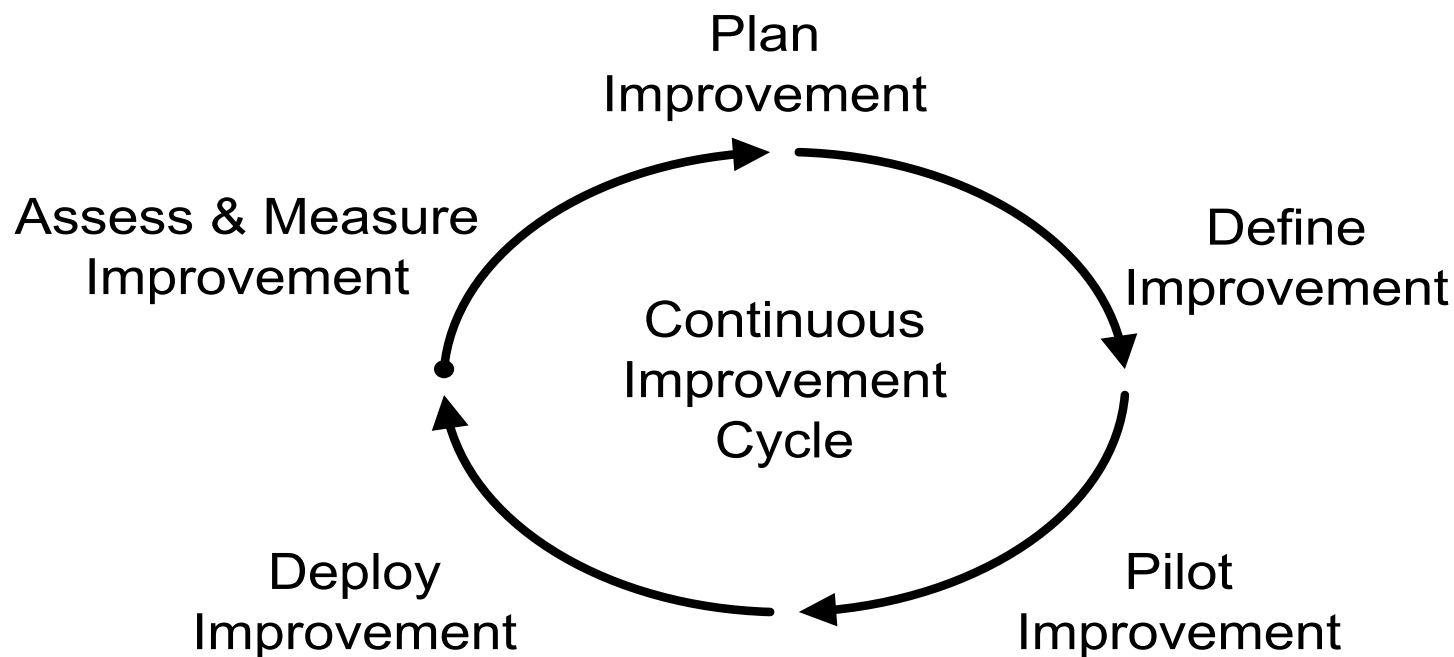 Plan
Improvement
Assess & Measure
Improvement
Define
Improvement
Continuous
Improvement
Cycle
Deploy
Improvement
Pilot
Improvement